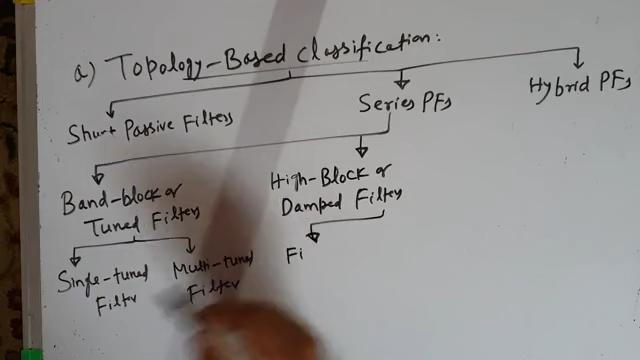 a) Topology-Based Classification:
Shunt Passive Filters
Series PFs
Hybrid PFs
Band-block or
Tuned Filters
High-Block or
Damped Filters
Single-tuned
Filter
Multi-tuned
Filter
Fi